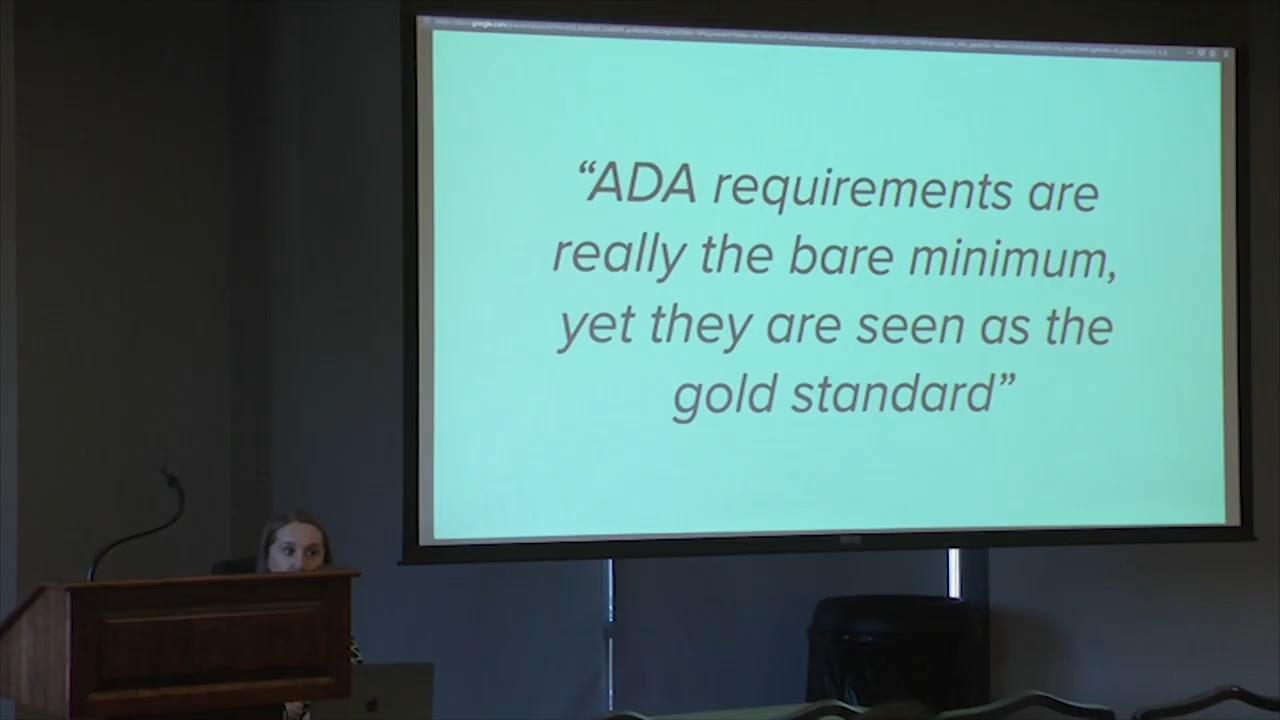 “ADA requirements are
really the bare minimum,
yet they are seen as the
gold standard”